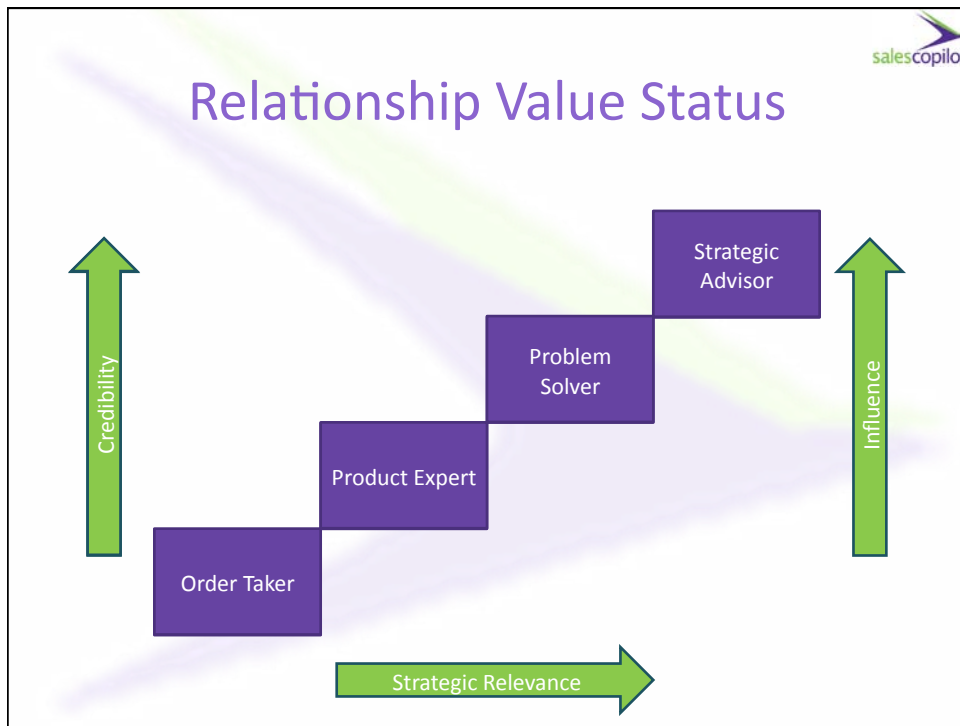 salescopilo
Relationship Value Status
Strategic
Advisor
Problem
Solver
Product Expert
Order Taker
Credibility
Influence
Strategic Relevance